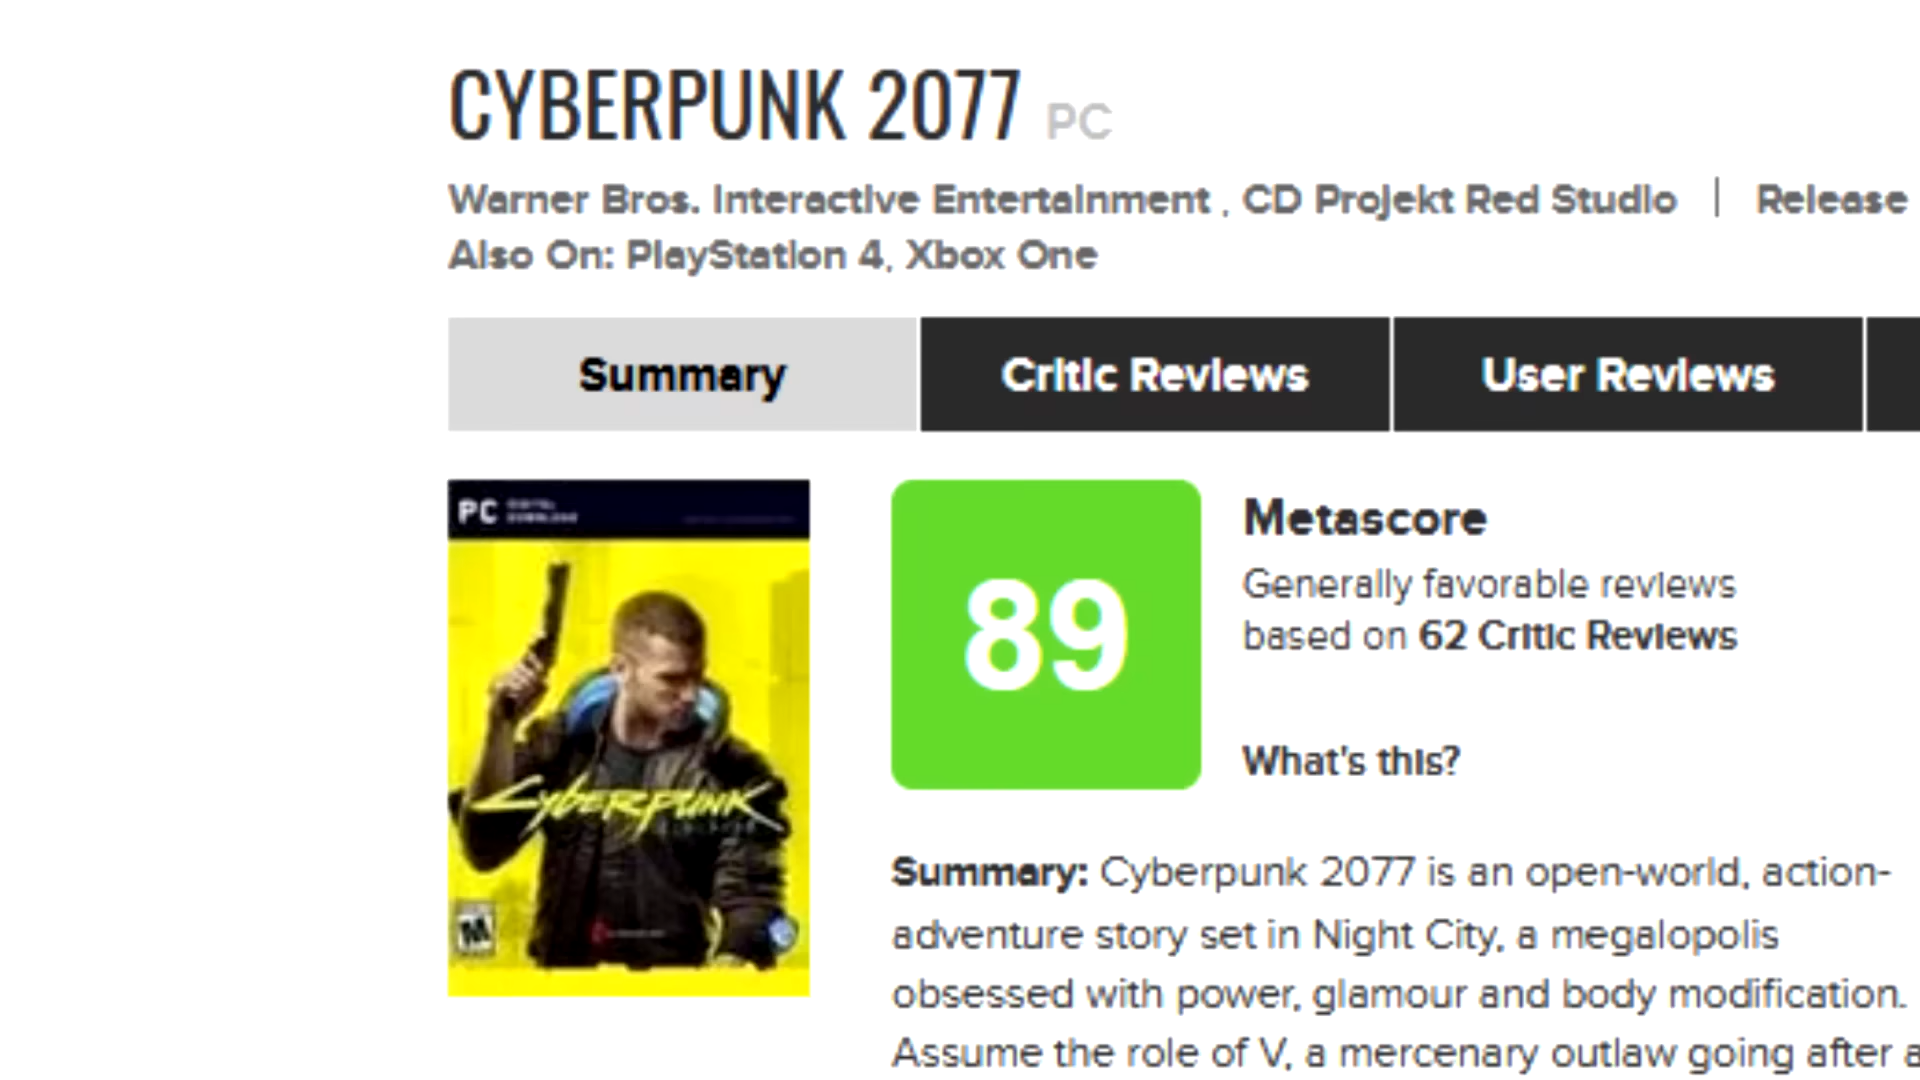 CYBERPUNK 2077 PC
Warner Bros. Interactive Entertainment , CD Projekt Red Studio | Release
Also On: PlayStation 4, Xbox One
Summary Critic Reviews User Reviews
PC
Cyberpunk
M
89
Metascore
Generally favorable reviews
based on 62 Critic Reviews
What's this?
Summary: Cyberpunk 2077 is an open-world, action-
adventure story set in Night City, a megalopolis
obsessed with power, glamour and body modification.
Assume the role of V, a mercenary outlaw going after a